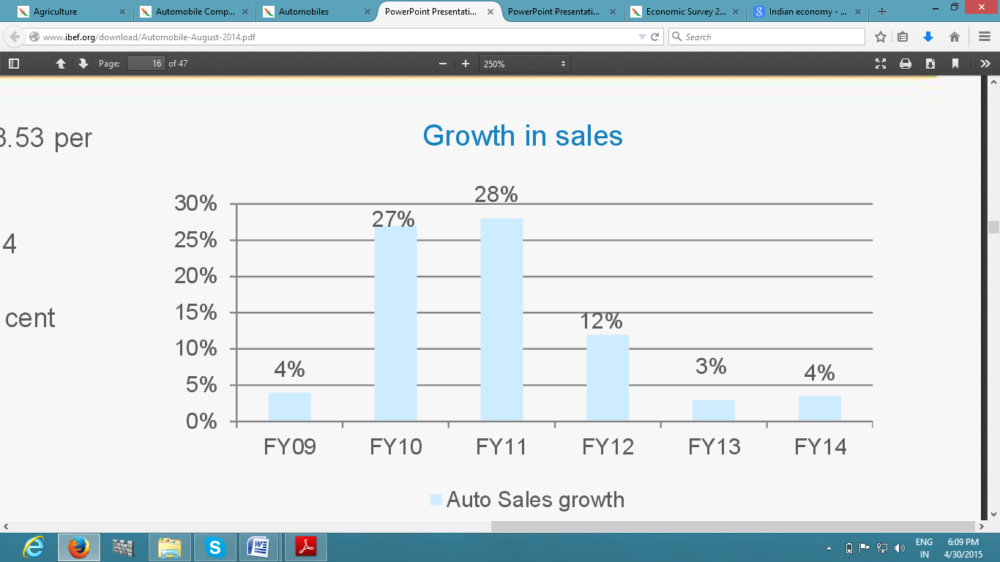 Agriculture
Automobile Comp...
Automobiles
PowerPoint Presentati...
PowerPoint Presentati...
Economic Survey 2...
Indian economy - ...
www.ibef.org/download/Automobile-August-2014.pdf
Search
Page: 16 of 47
250%
3.53 per
4
cent
Growth in sales
30%
25%
20%
15%
10%
5%
0%
4%
27%
28%
12%
3%
4%
FY09 FY10 FY11 FY12 FY13 FY14
Auto Sales growth
ENG
IN
6:09 PM
4/30/2015